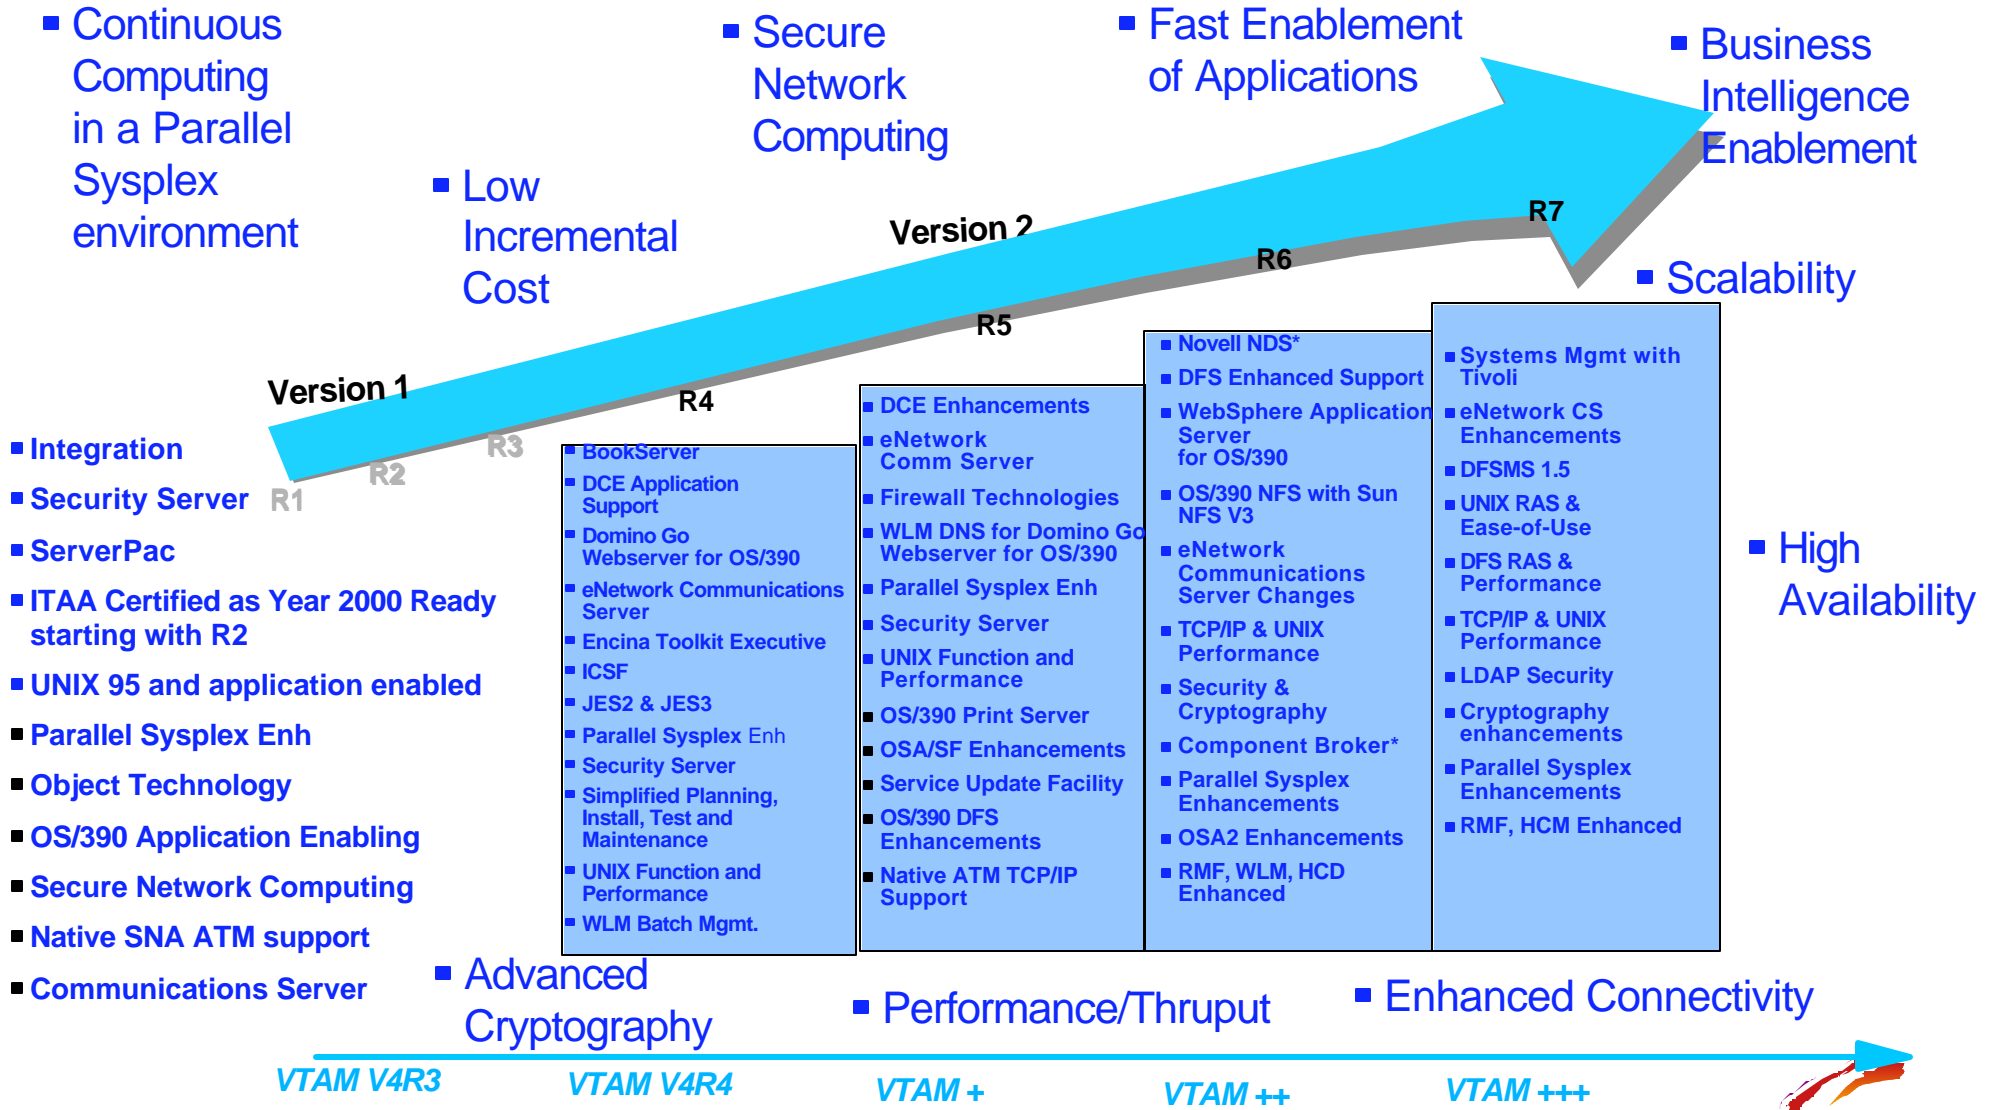 Continuous
Computing
in a Parallel
Sysplex
environment
Low
Incremental
Cost
Secure
Network
Computing
Fast Enablement
of Applications
Business
Intelligence
Enablement
Scalability
High
Availability
Version 1
Version 2
R1
R2
R3
R4
R5
R6
R7
Integration
Security Server
ServerPac
ITAA Certified as Year 2000 Ready
starting with R2
UNIX 95 and application enabled
Parallel Sysplex Enh
Object Technology
OS/390 Application Enabling
Secure Network Computing
Native SNA ATM support
Communications Server
BookServer
DCE Application
Support
Domino Go
Webserver for OS/390
eNetwork Communications
Server
Encina Toolkit Executive
ICSF
JES2 & JES3
Parallel Sysplex Enh
Security Server
Simplified Planning,
Install, Test and
Maintenance
UNIX Function and
Performance
WLM Batch Mgmt.
DCE Enhancements
eNetwork
Comm Server
Firewall Technologies
WLM DNS for Domino Go
Webserver for OS/390
Parallel Sysplex Enh
Security Server
UNIX Function and
Performance
OS/390 Print Server
OSA/SF Enhancements
Service Update Facility
OS/390 DFS
Enhancements
Native ATM TCP/IP
Support
Novell NDS*
DFS Enhanced Support
WebSphere Application
Server
for OS/390
OS/390 NFS with Sun
NFS V3
eNetwork
Communications
Server Changes
TCP/IP & UNIX
Performance
Security &
Cryptography
Component Broker*
Parallel Sysplex
Enhancements
OSA2 Enhancements
RMF, WLM, HCD
Enhanced
Systems Mgmt with
Tivoli
eNetwork CS
Enhancements
DFSMS 1.5
UNIX RAS &
Ease-of-Use
DFS RAS &
Performance
TCP/IP & UNIX
Performance
LDAP Security
Cryptography
enhancements
Parallel Sysplex
Enhancements
RMF, HCM Enhanced
Advanced
Cryptography
Performance/Thruput
Enhanced Connectivity
VTAM V4R3
VTAM V4R4
VTAM +
VTAM ++
VTAM +++